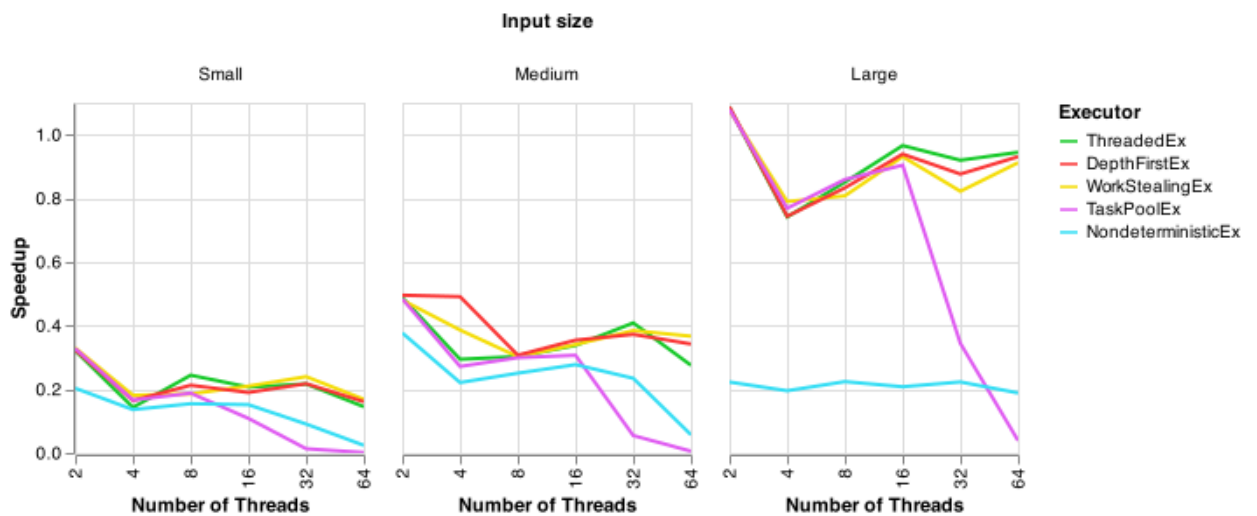 Input size
Small
Medium
Large
Speedup
1.0
0.8
0.6
0.4
0.2
0.0
2 4 8 16 32 64
2 4 8 16 32 64
2 4 8 16 32 64
Number of Threads
Number of Threads
Number of Threads
Executor
ThreadedEx
DepthFirstEx
WorkStealingEx
TaskPoolEx
NondeterministicEx